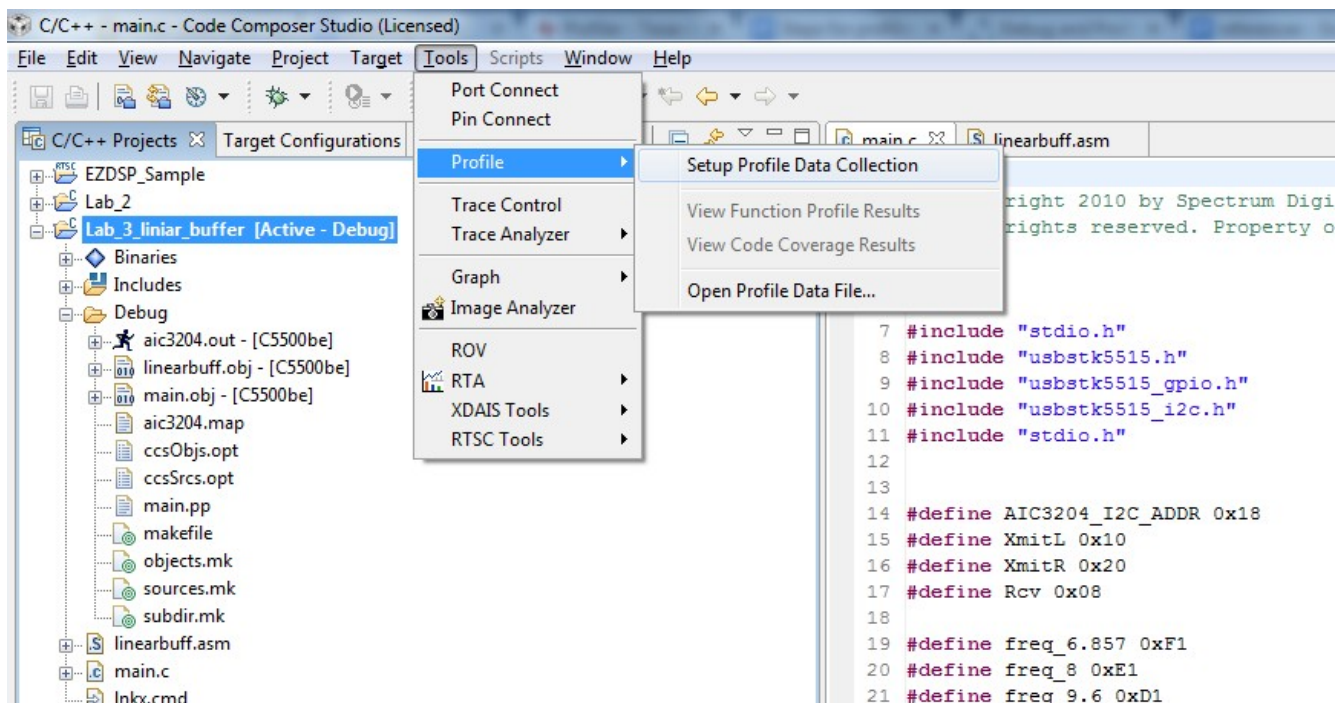 C/C++ - main.c - Code Composer Studio (Licensed)
File Edit View Navigate Project Target Tools Scripts Window Help
C/C++ Projects Target Configurations
main.c linearbuff.asm
EZDSP_Sample
Lab_2
Lab_3_liniar_buffer [Active - Debug]
Binaries
Includes
Debug
aic3204.out - [C5500be]
linearbuff.obj - [C5500be]
main.obj - [C5500be]
aic3204.map
ccsObjs.opt
ccsSrcs.opt
main.pp
makefile
objects.mk
sources.mk
subdir.mk
linearbuff.asm
main.c
lnkx.cmd
Port Connect
Pin Connect
Profile
Trace Control
Trace Analyzer
Graph
Image Analyzer
ROV
RTA
XDAIS Tools
RTSC Tools
Setup Profile Data Collection
View Function Profile Results
View Code Coverage Results
Open Profile Data File...
right 2010 by Spectrum Digi
rights reserved. Property o
7 #include "stdio.h"
8 #include "usbstk5515.h"
9 #include "usbstk5515_gpio.h"
10 #include "usbstk5515_i2c.h"
11 #include "stdio.h"
12
13
14 #define AIC3204_I2C_ADDR 0x18
15 #define XmitL 0x10
16 #define XmitR 0x20
17 #define Rcv 0x08
18
19 #define freq_6.857 0xF1
20 #define freq_8 0xE1
21 #define freq_9.6 0xD1